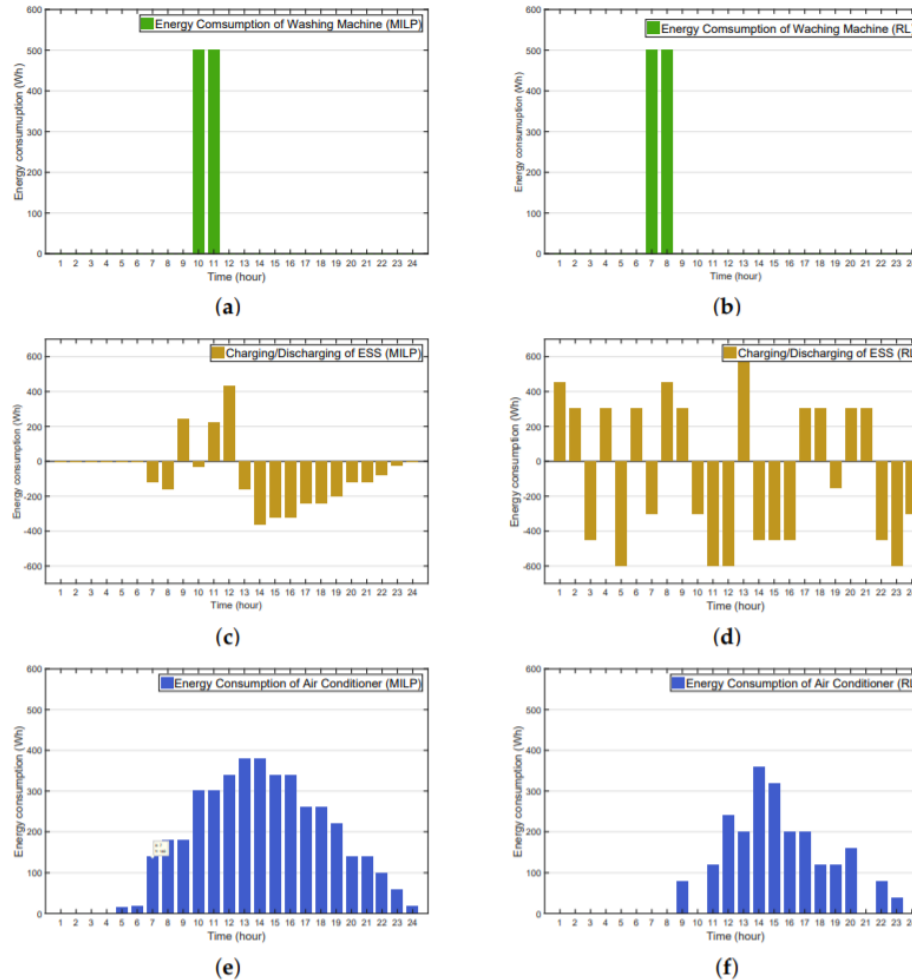 Energy Comsumption of Washing Machine (MILP)
600
500
400
300
200
100
0
Energy consumuption (Wh)
1 2 3 4 5 6 7 8 9 10 11 12 13 14 15 16 17 18 19 20 21 22 23 24
Time (hour)
(a)
Energy Comsumption of Waching Machine (RL
600
500
400
300
200
100
0
Energy consumption (Wh)
1 2 3 4 5 6 7 8 9 10 11 12 13 14 15 16 17 18 19 20 21 22 23 24
Time (hour)
(b)
Charging/Discharging of ESS (MILP)
600
400
200
0
-200
-400
-600
Energy consumption (Wh)
1 2 3 4 5 6 7 8 9 10 11 12 13 14 15 16 17 18 19 20 21 22 23 24
Time (hour)
(c)
Charging/Discharging of ESS (RL
600
400
200
0
-200
-400
-600
Energy consumption (Wh)
1 2 3 4 5 6 7 8 9 10 11 12 13 14 15 16 17 18 19 20 21 22 23 24
Time (hour)
(d)
Energy Consumption of Air Conditioner (MILP)
600
500
400
300
200
100
0
Energy consumption (Wh)
1 2 3 4 5 6 7 8 9 10 11 12 13 14 15 16 17 18 19 20 21 22 23 24
Time (hour)
(e)
Energy Consumption of Air Conditioner (RL
600
500
400
300
200
100
0
Energy consumption (Wh)
1 2 3 4 5 6 7 8 9 10 11 12 13 14 15 16 17 18 19 20 21 22 23 24
Time (hour)
(f)